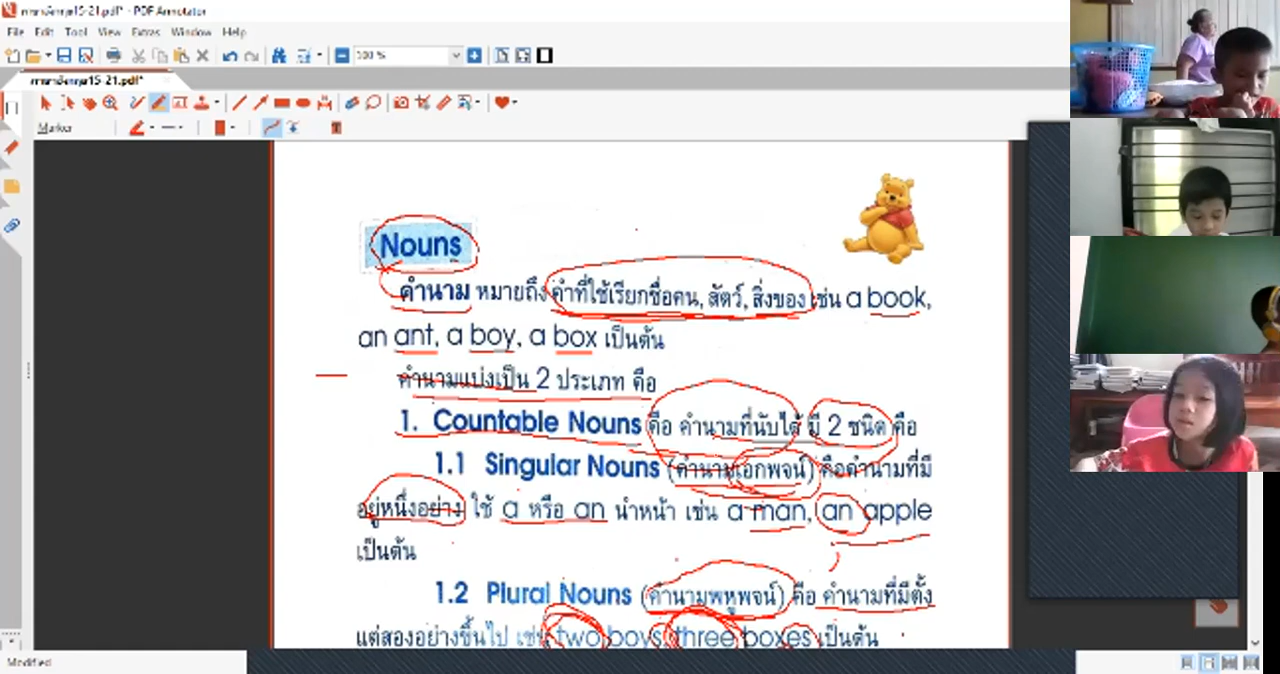 - PDF Annotator
File Edit Tool View Extras Window Help
100 %
15-21.pdf*
Marker
Nouns
คำนาม หมายถึง คำที่ใช้เรียกชื่อคน, สัตว์, สิ่งของ เช่น a book,
an ant, a boy, a box เป็นต้น
คำนามแบ่งเป็น 2 ประเภท คือ
1. Countable Nouns คือ คำนามที่นับได้ มี 2 ชนิด คือ
1.1 Singular Nouns (คำนามเอกพจน์) คือคำนามที่มี
อยู่หนึ่งอย่าง ใช้ a หรือ an นำหน้า เช่น a man, an apple
เป็นต้น
1.2 Plural Nouns (คำนามพหูพจน์) คือ คำนามที่มีตั้ง
แต่สองอย่างขึ้นไป เช่น two boys, three boxes เป็นต้น
Modified